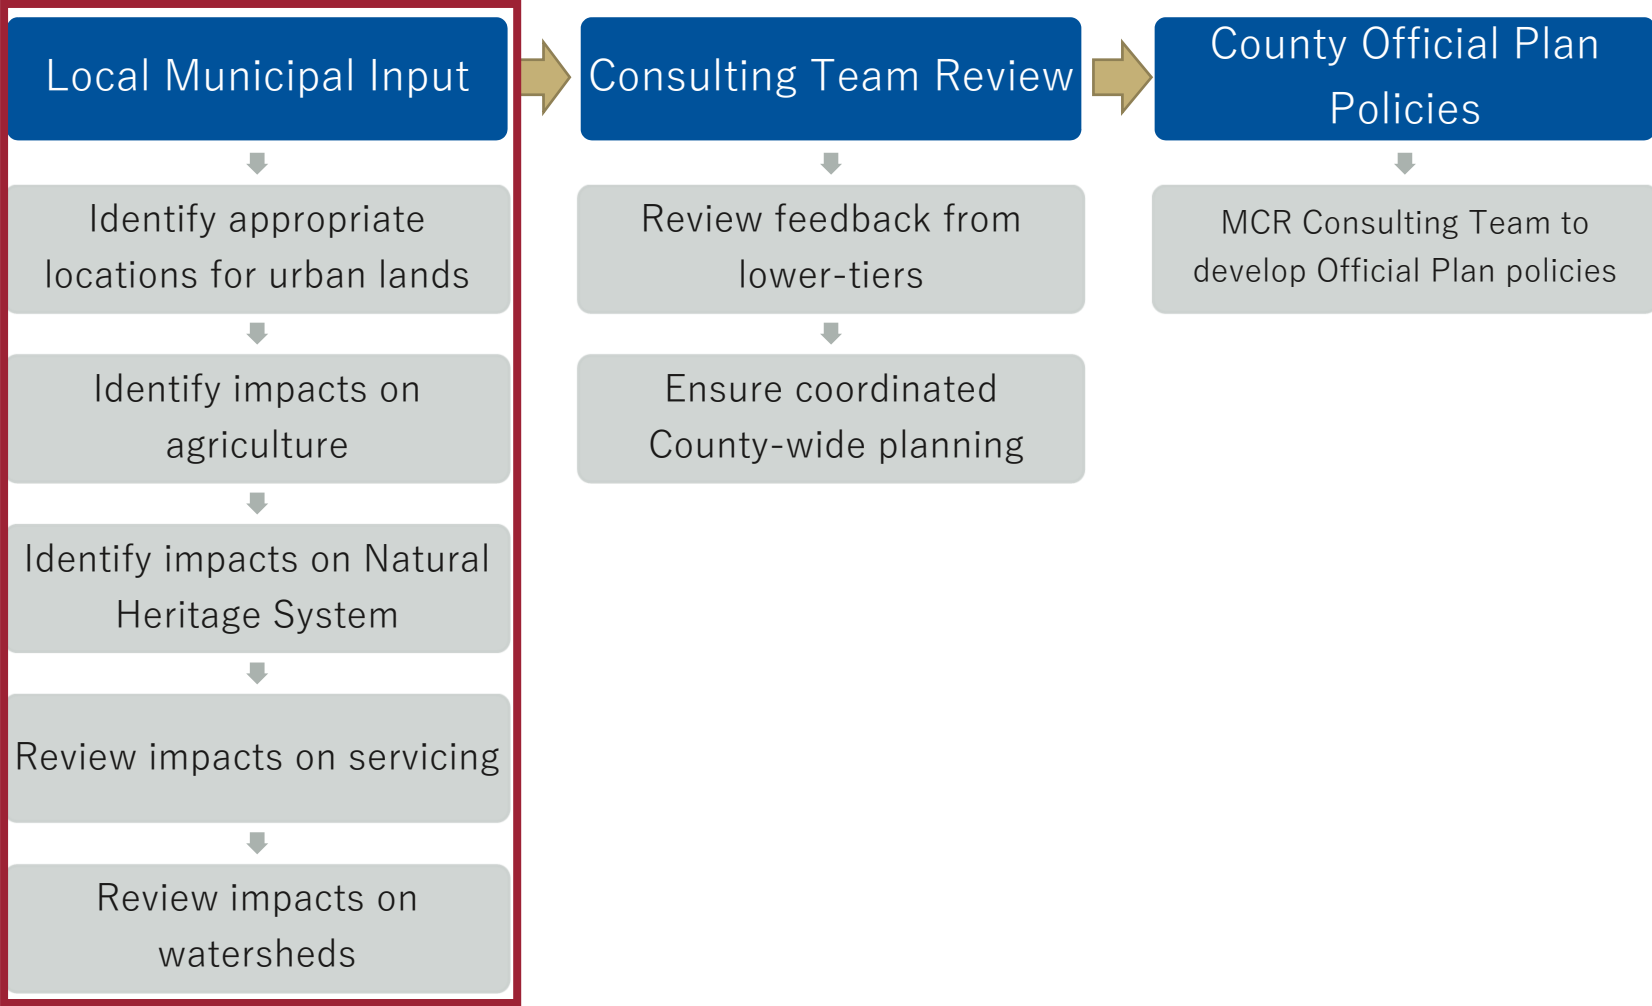 Local Municipal Input
Identify appropriate
locations for urban lands
Identify impacts on
agriculture
Identify impacts on Natural
Heritage System
Review impacts on servicing
Review impacts on
watersheds
Consulting Team Review
Review feedback from
lower-tiers
Ensure coordinated
County-wide planning
County Official Plan
Policies
MCR Consulting Team to
develop Official Plan policies